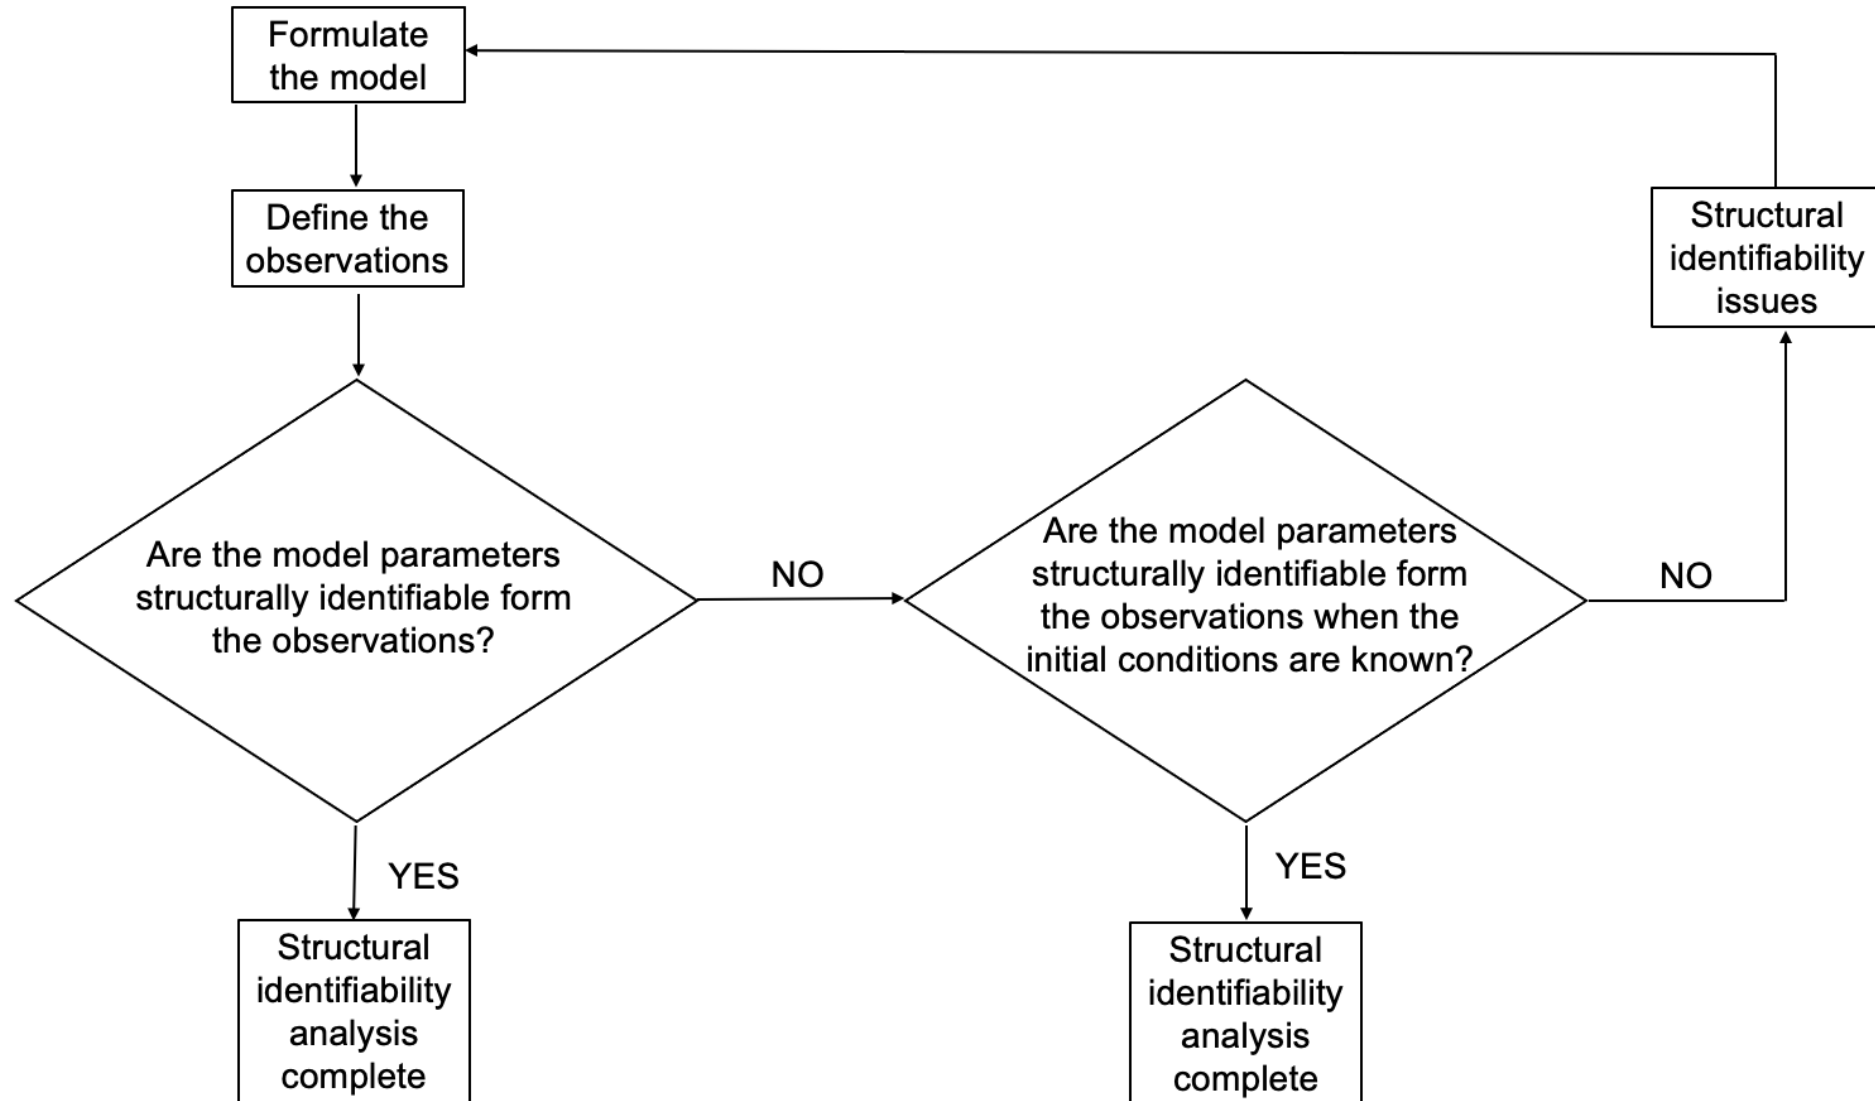 Formulate
the model
Define the
observations
Structural
identifiability
issues
Are the model parameters
structurally identifiable form
the observations?
NO
Are the model parameters
structurally identifiable form
the observations when the
initial conditions are known?
NO
YES
YES
Structural
identifiability
analysis
complete
Structural
identifiability
analysis
complete